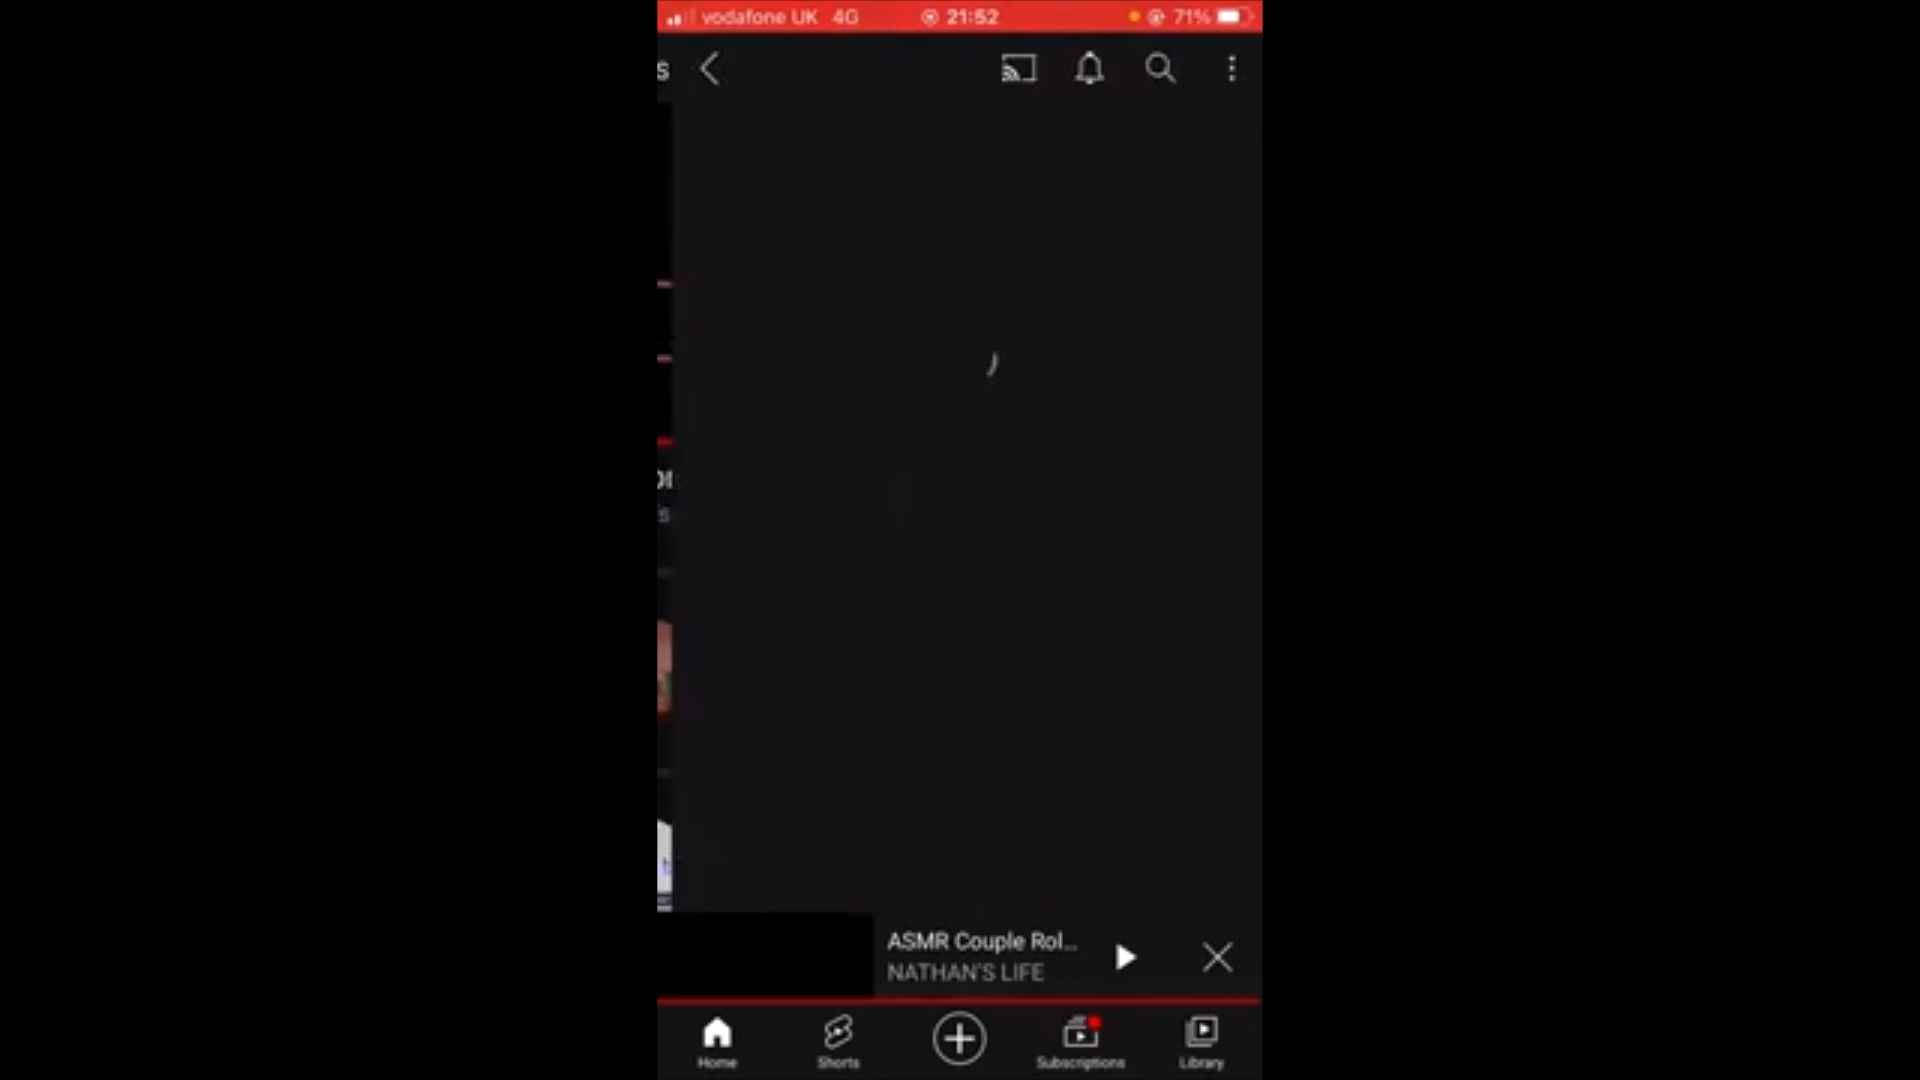 vodafone UK 4G 21:52 71%
s
s
ASMR Couple Rol...
NATHAN'S LIFE
Home Shorts Subscriptions Library